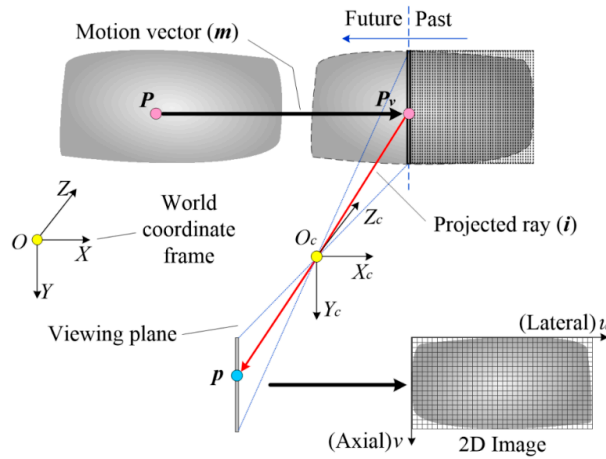 Future Past
Motion vector (m)
P
Pv
Z
O
X
Y
World
coordinate
frame
Zc
Oc
Xc
Yc
Projected ray (i)
Viewing plane
p
(Lateral) u
(Axial) v
2D Image